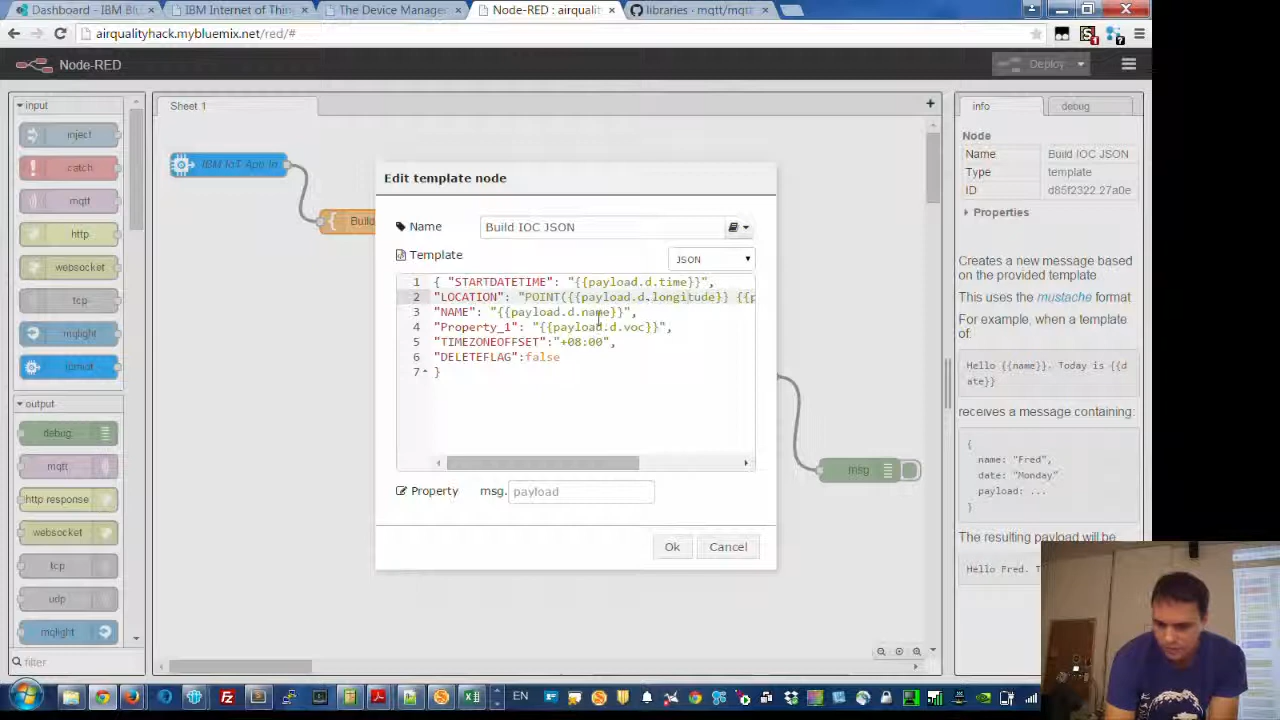 Dashboard - IBM Blu
IBM Internet of Thin
The Device Manager
Node-RED : airquality
libraries - mqtt/mqtt
airqualityhack.mybluemix.net/red/#
Node-RED
Deploy
input
inject
catch
mqtt
http
websocket
tcp
mqlight
ibmiot
output
debug
mqtt
http response
websocket
tcp
udp
mqlight
filter
Sheet 1
IBM IoT App In
Build
msg
Edit template node
Name
Build IOC JSON
Template
JSON
1 { "STARDATETIME": "{{payload.d.time}}",
2 "LOCATION": "POINT({{payload.d.longitude}} {{p
3 "NAME": "{{payload.d.name}}",
4 "Property_1": "{{payload.d.voc}}",
5 "TIMEZONEOFFSET":"+08:00",
6 "DELETEFLAG":false
7 }
Property
msg. payload
Ok
Cancel
info
debug
Node
Name Build IOC JSON
Type template
ID d85f2322.27a0e
Properties
Creates a new message based
on the provided template
This uses the mustache format
For example, when a template
of:
Hello {{name}}. Today is {{d
ate}}
receives a message containing:
{
name: "Fred",
date: "Monday"
payload: ...
}
The resulting payload will be
Hello Fred.
EN